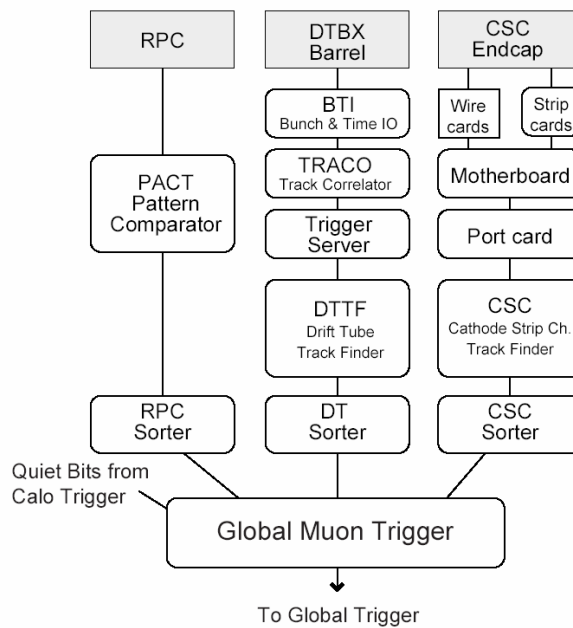 RPC
DTBX
Barrel
CSC
Endcap
BTI
Bunch & Time IO
Wire
cards
Strip
cards
PACT
Pattern
Comparator
TRACO
Track Correlator
Motherboard
Trigger
Server
Port card
DTTF
Drift Tube
Track Finder
CSC
Cathode Strip Ch.
Track Finder
RPC
Sorter
DT
Sorter
CSC
Sorter
Quiet Bits from
Calo Trigger
Global Muon Trigger
To Global Trigger